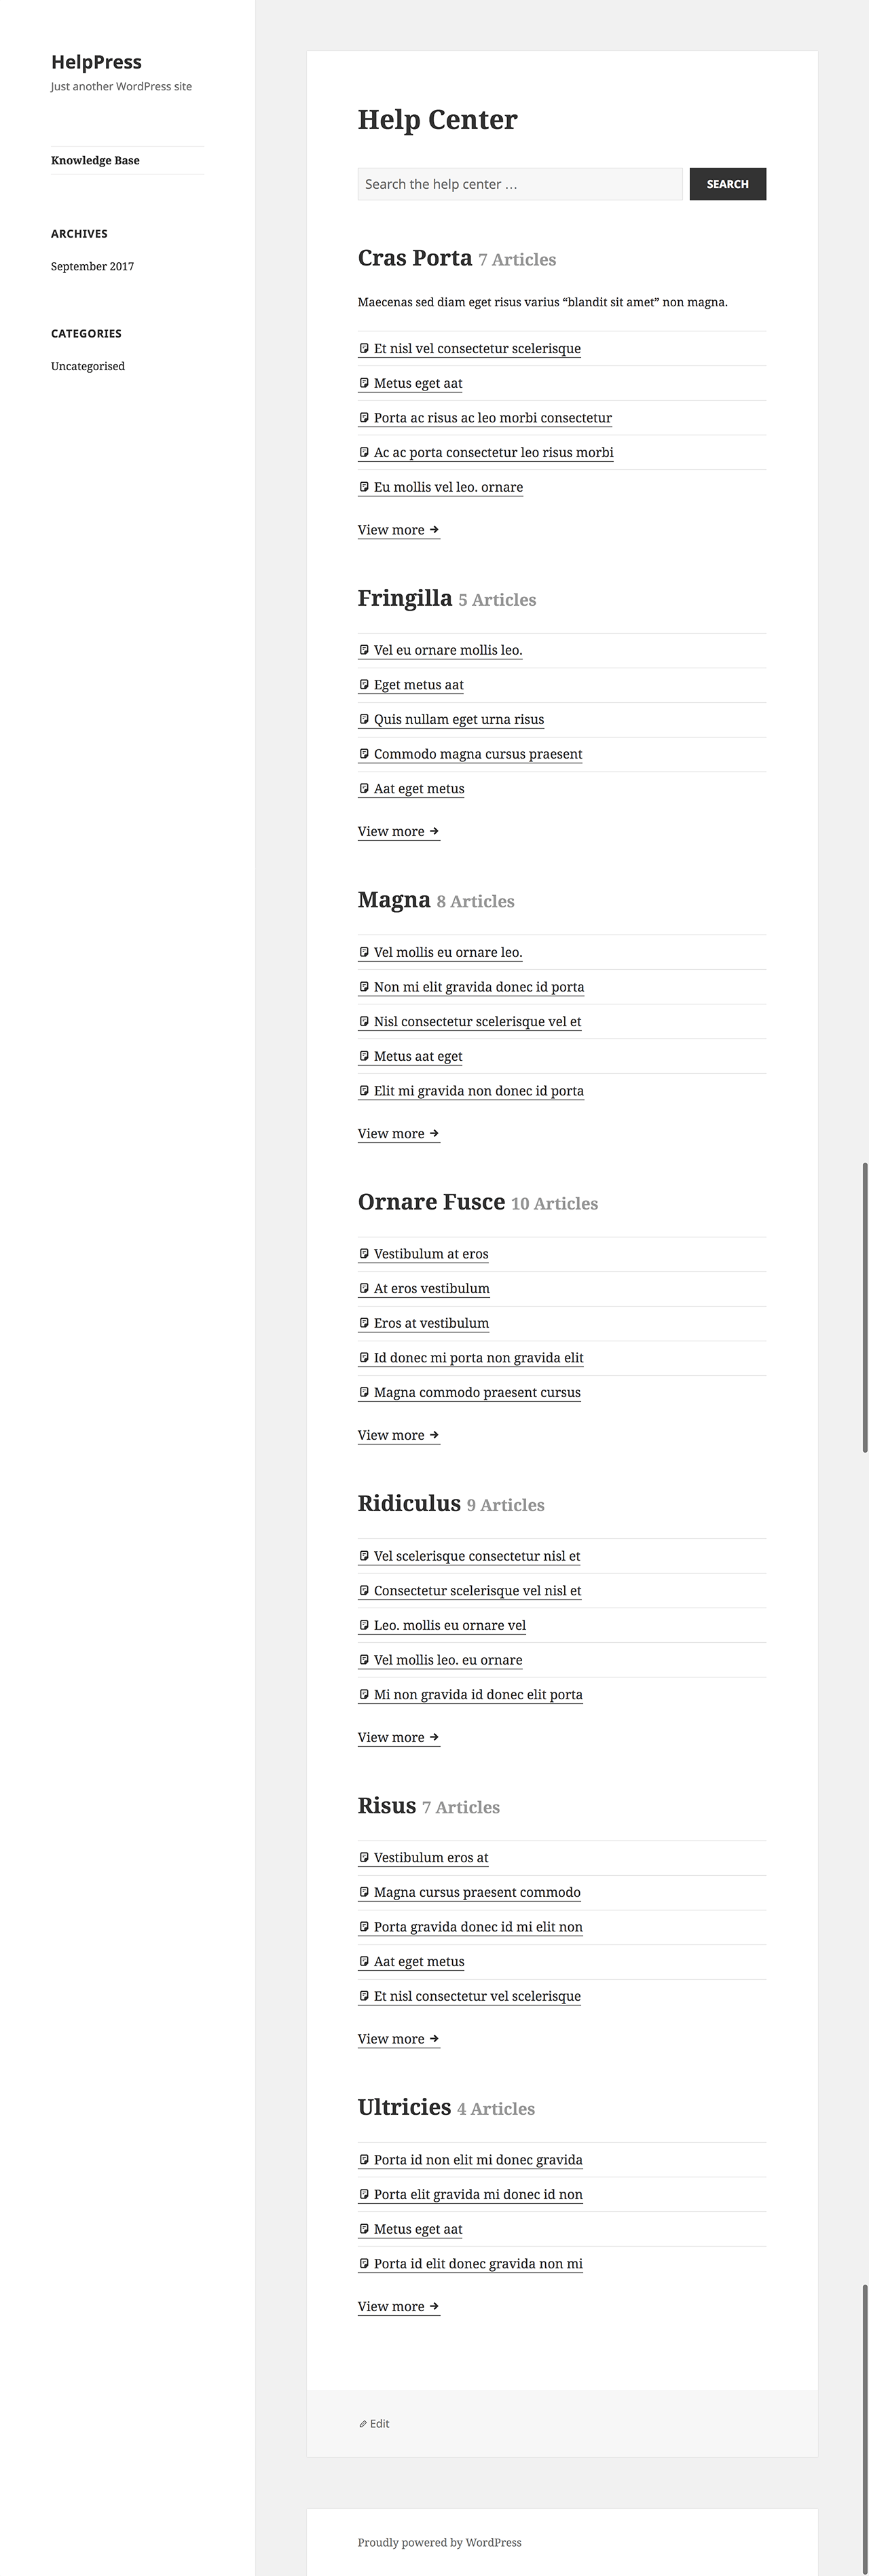 HelpPress
Just another WordPress site
Knowledge Base
ARCHIVES
September 2017
CATEGORIES
Uncategorised
Help Center
Search the help center ...
SEARCH
Cras Porta 7 Articles
Maecenas sed diam eget risus varius “blandit sit amet” non magna.
Et nisl vel consectetur scelerisque
Metus eget aat
Porta ac risus ac leo morbi consectetur
Ac ac porta consectetur leo risus morbi
Eu mollis vel leo. ornare
View more →
Fringilla 5 Articles
Vel eu ornare mollis leo.
Eget metus aat
Quis nullam eget urna risus
Commodo magna cursus praesent
Aat eget metus
View more →
Magna 8 Articles
Vel mollis eu ornare leo.
Non mi elit gravida donec id porta
Nisl consectetur scelerisque vel et
Metus aat eget
Elit mi gravida non donec id porta
View more →
Ornare Fusce 10 Articles
Vestibulum at eros
At eros vestibulum
Eros at vestibulum
Id donec mi porta non gravida elit
Magna commodo praesent cursus
View more →
Ridiculus 9 Articles
Vel scelerisque consectetur nisl et
Consectetur scelerisque vel nisl et
Leo. mollis eu ornare vel
Vel mollis leo. eu ornare
Mi non gravida id donec elit porta
View more →
Risus 7 Articles
Vestibulum eros at
Magna cursus praesent commodo
Porta gravida donec id mi elit non
Aat eget metus
Et nisl consectetur vel scelerisque
View more →
Ultricies 4 Articles
Porta id non elit mi donec gravida
Porta elit gravida mi donec id non
Metus eget aat
Porta id elit donec gravida non mi
View more →
Edit
Proudly powered by WordPress